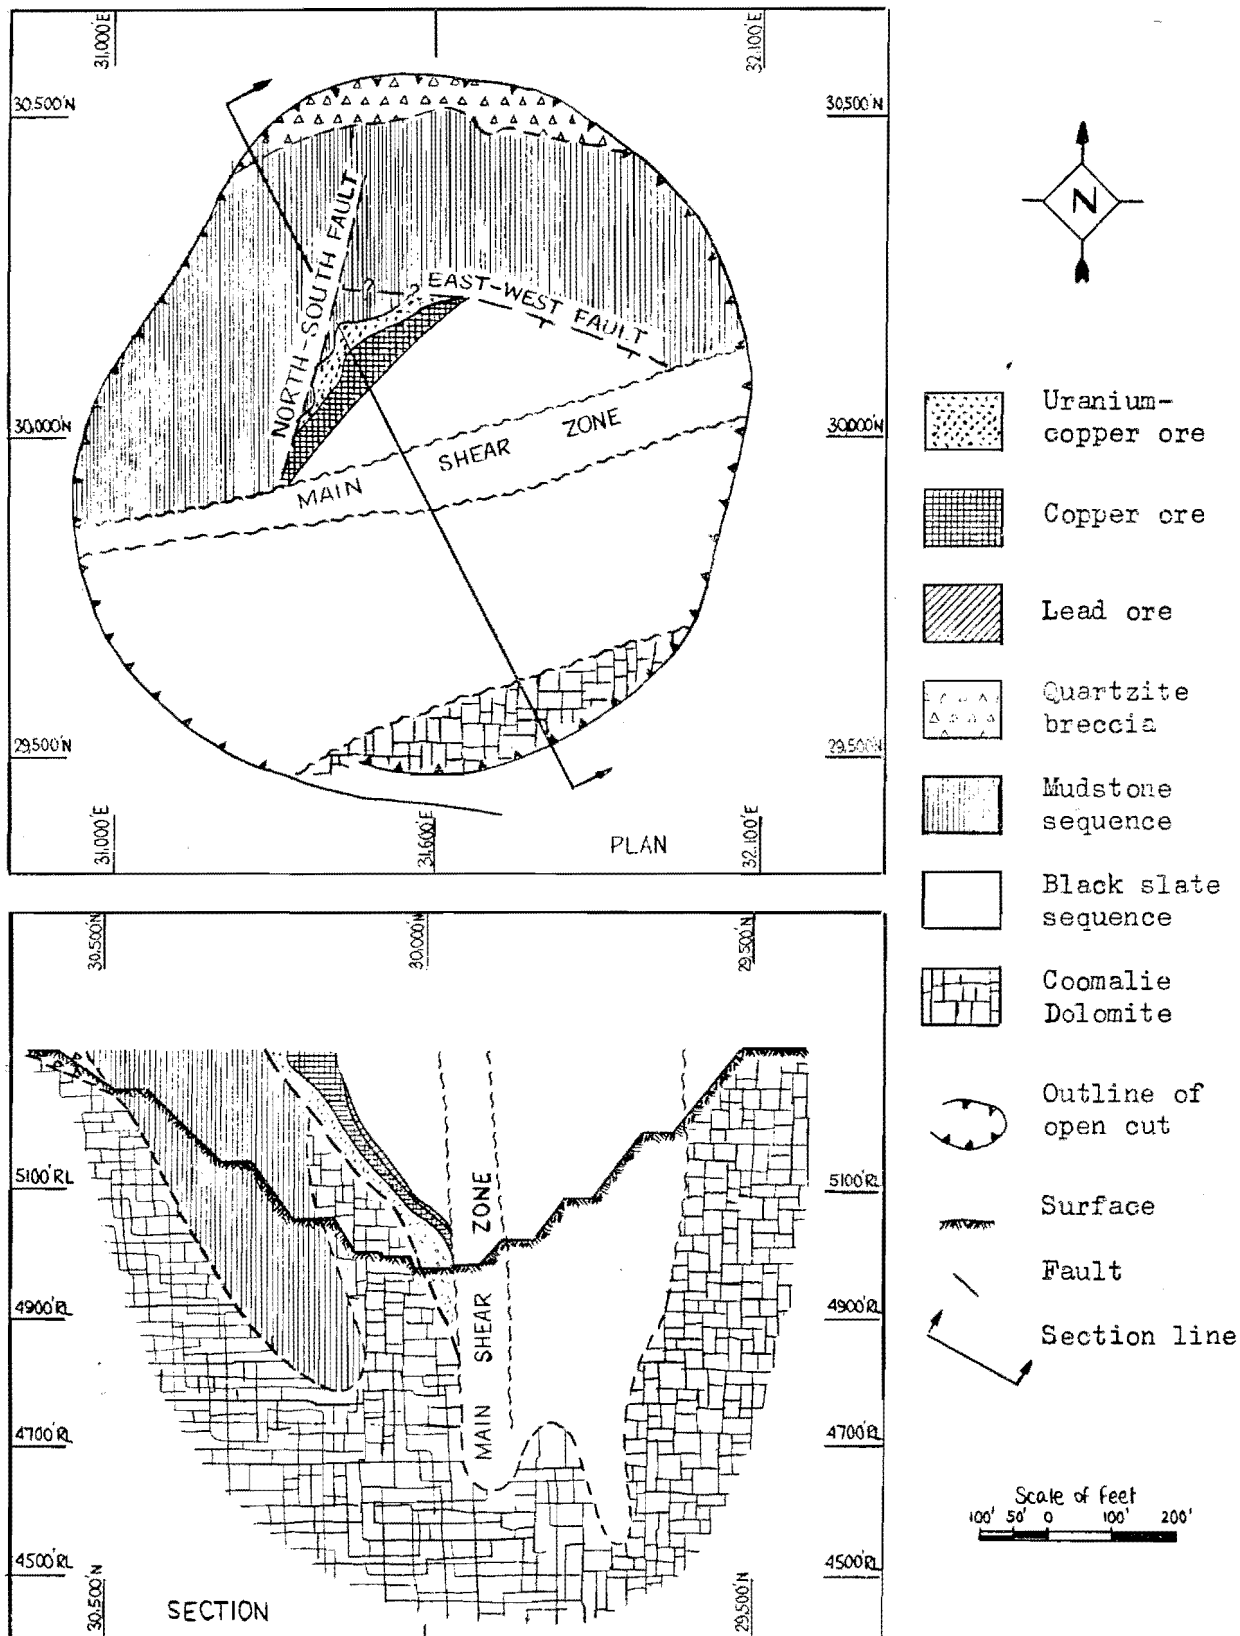 31,000'E
32,100'E
30,500'N
30,500'N
NORTH-SOUTH FAULT
?
?
EAST-WEST FAULT
30,000'N
30,000'N
MAIN SHEAR ZONE
29,500'N
29,500'N
31,000'E
31,600'E
32,100'E
PLAN
N
Uranium-
copper ore
Copper ore
Lead ore
Quartzite
breccia
Mudstone
sequence
Black slate
sequence
Coomalie
Dolomite
Outline of
open cut
Surface
Fault
Section line
Scale of feet
100' 50' 0 100' 200'
30,500'N
30,000'N
29,500'N
5100'RL
5100'RL
4900'RL
4900'RL
4700'RL
4700'RL
4500'RL
4500'RL
MAIN SHEAR ZONE
30,500'N
29,500'N
SECTION